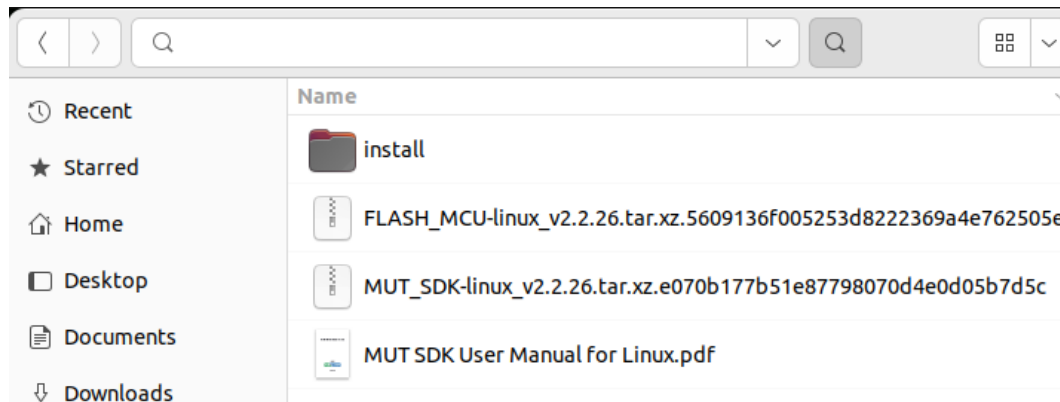 Name
Recent
Starred
Home
Desktop
Documents
Downloads
install
FLASH_MCU-linux_v2.2.26.tar.xz.5609136f005253d8222369a4e762505e
MUT_SDK-linux_v2.2.26.tar.xz.e070b177b51e87798070d4e0d05b7d5c
MUT SDK User Manual for Linux.pdf